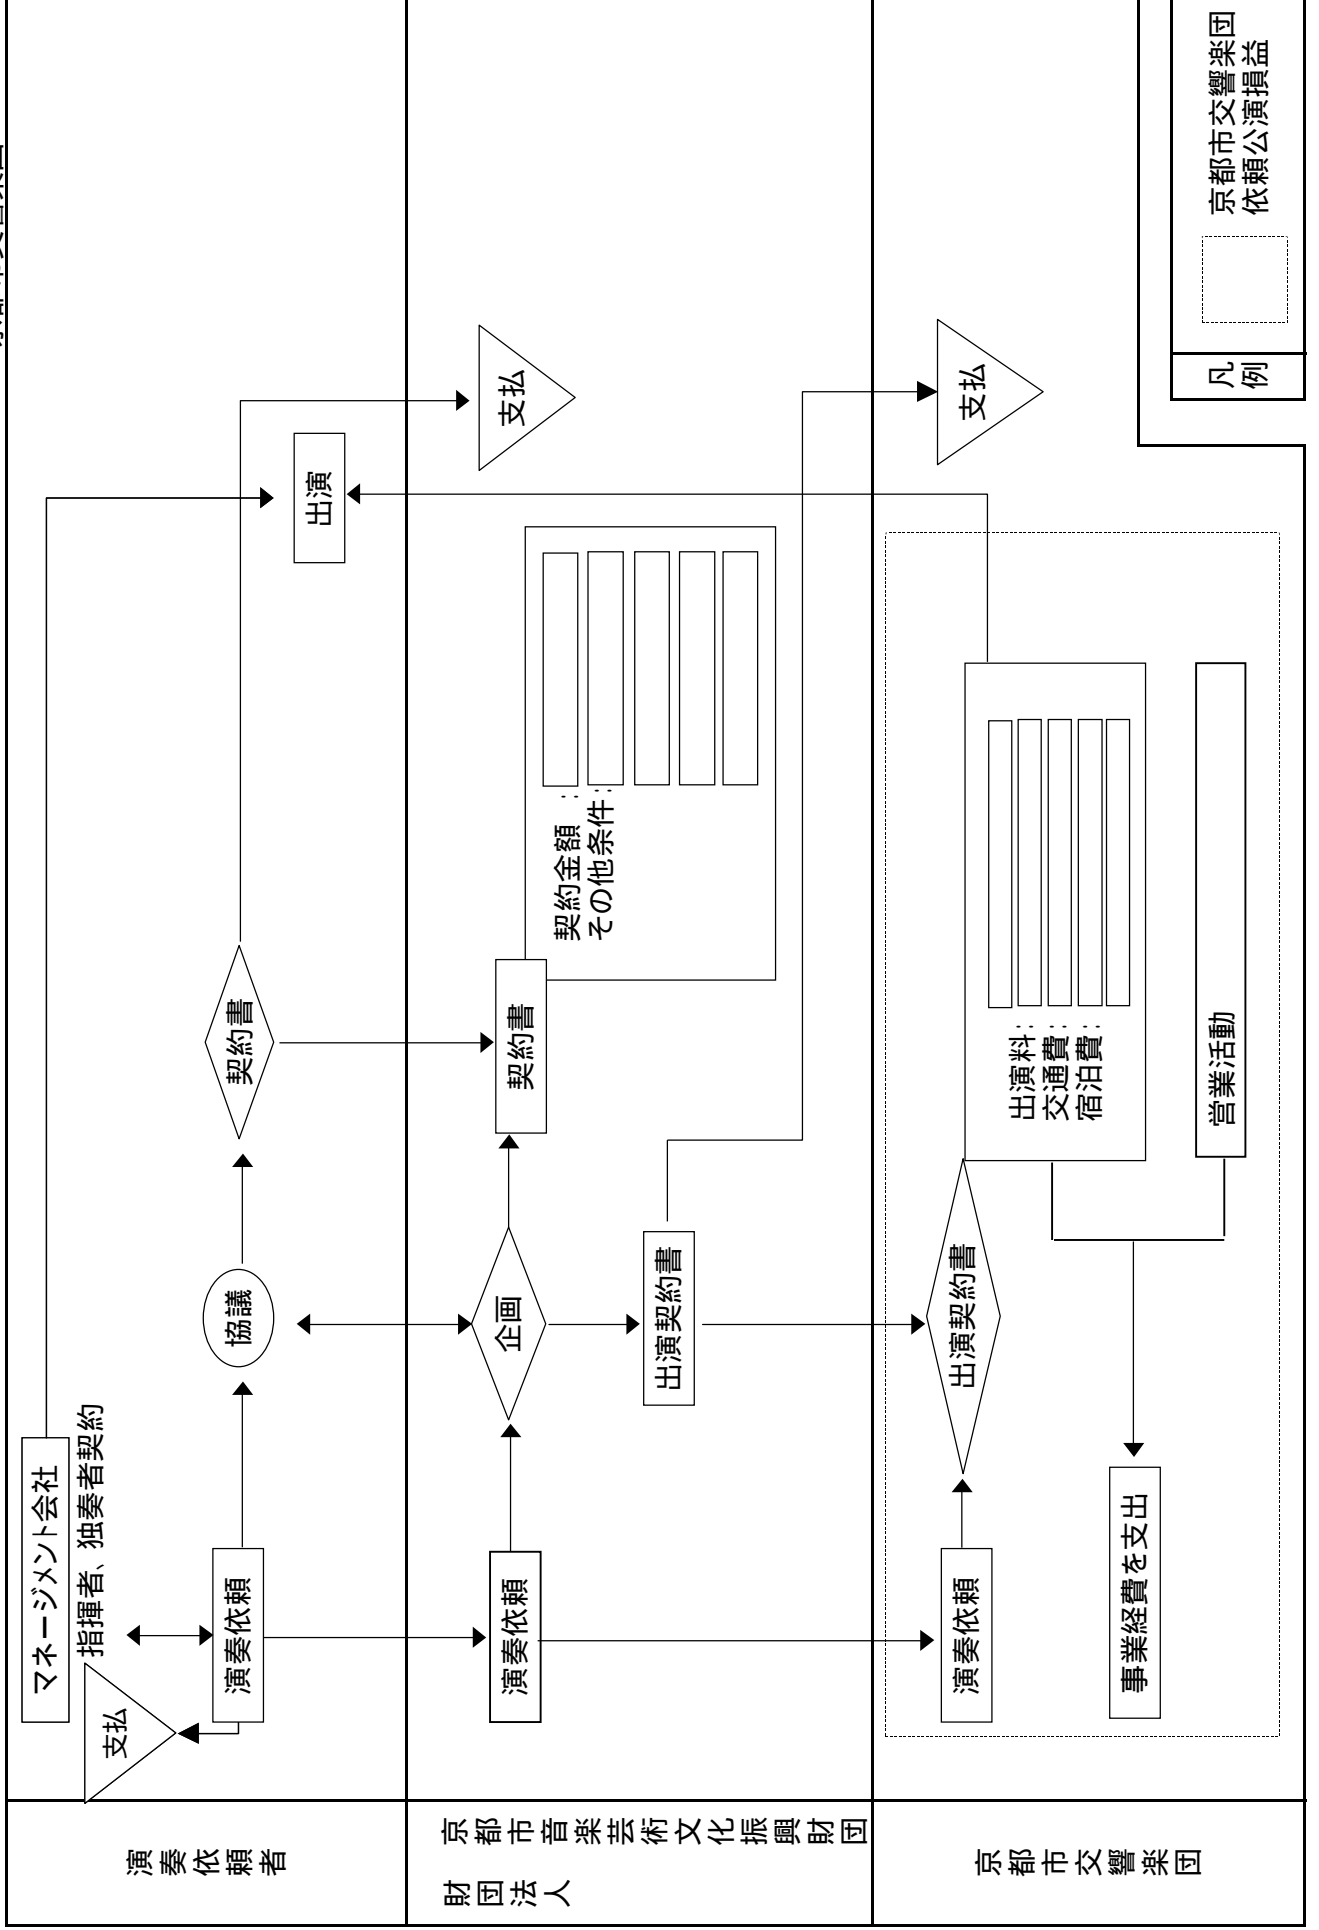 演奏依頼者
マネージメント会社
指揮者、独奏者契約
支払
演奏依頼
協議
契約書
出演
財団法人
京都市音楽芸術文化振興財団
演奏依頼
企画
契約書
契約金額 :
その他条件 :
出演契約書
支払
京都市交響楽団
演奏依頼
出演契約書
出演料 :
交通費 :
宿泊費 :
営業活動
事業経費を支出
支払
凡例
京都市交響楽団
依頼公演損益